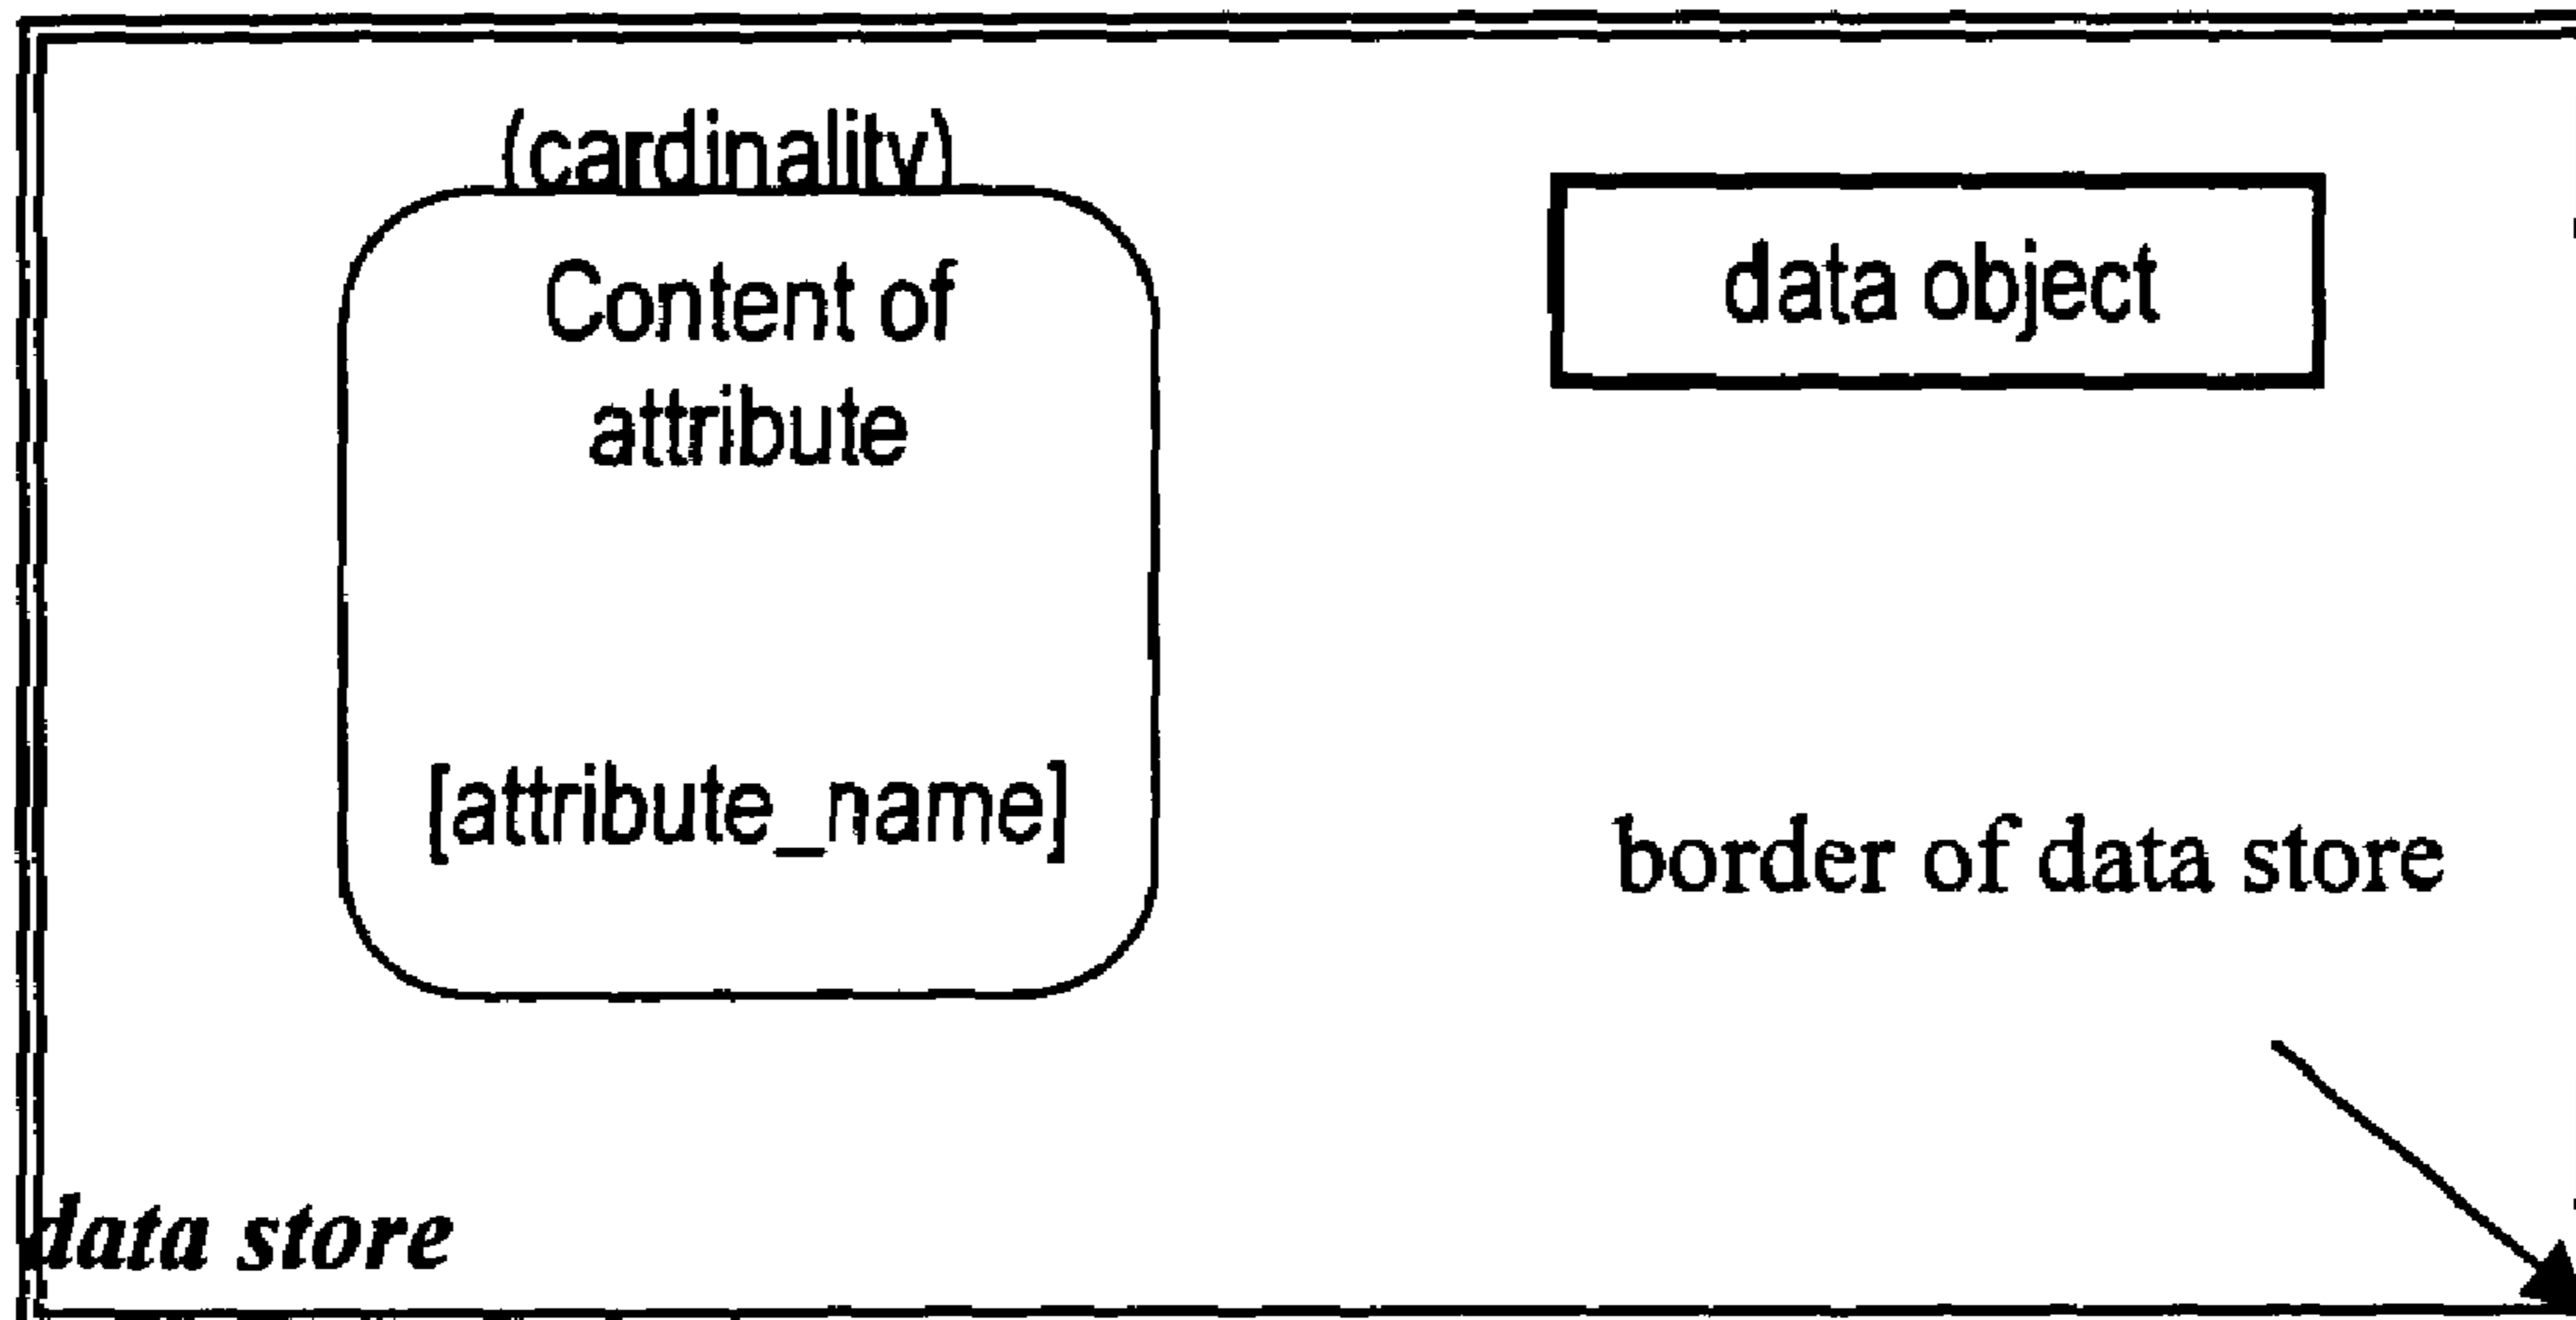 (cardinality)
Content of
attribute
[attribute_name]
data object
border of data store
data store